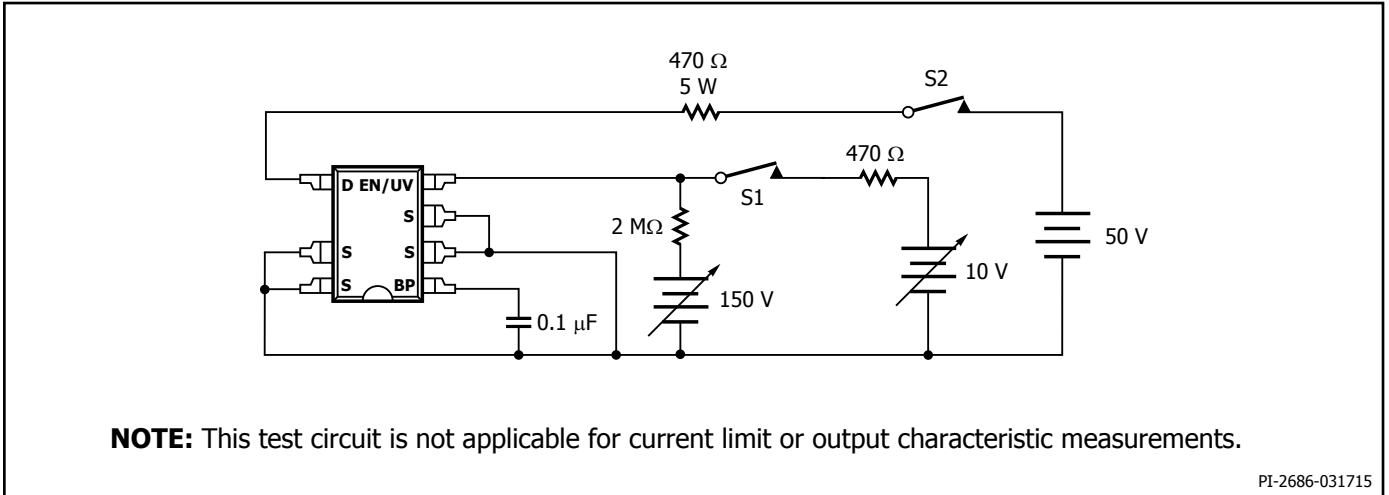 470 Ω
5 W
S2
470 Ω
D EN/UV
S
S1
2 MΩ
S
S
50 V
10 V
S
BP
150 V
0.1 μF
NOTE: This test circuit is not applicable for current limit or output characteristic measurements.
PI-2686-031715